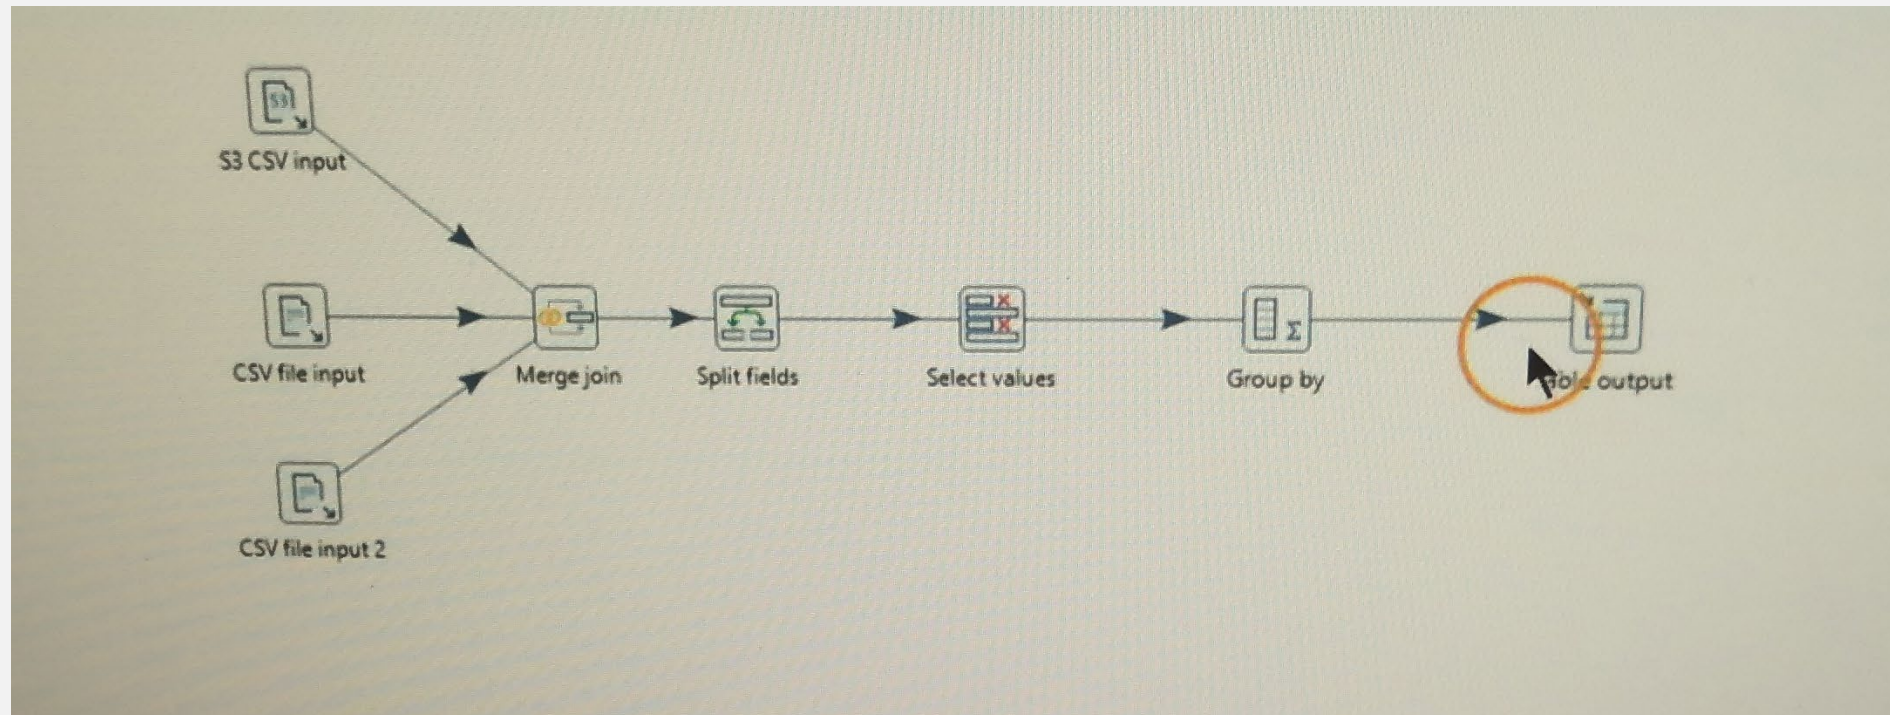 S3
S3 CSV input
CSV file input
Merge join
Split fields
Select values
Group by
output
CSV file input 2